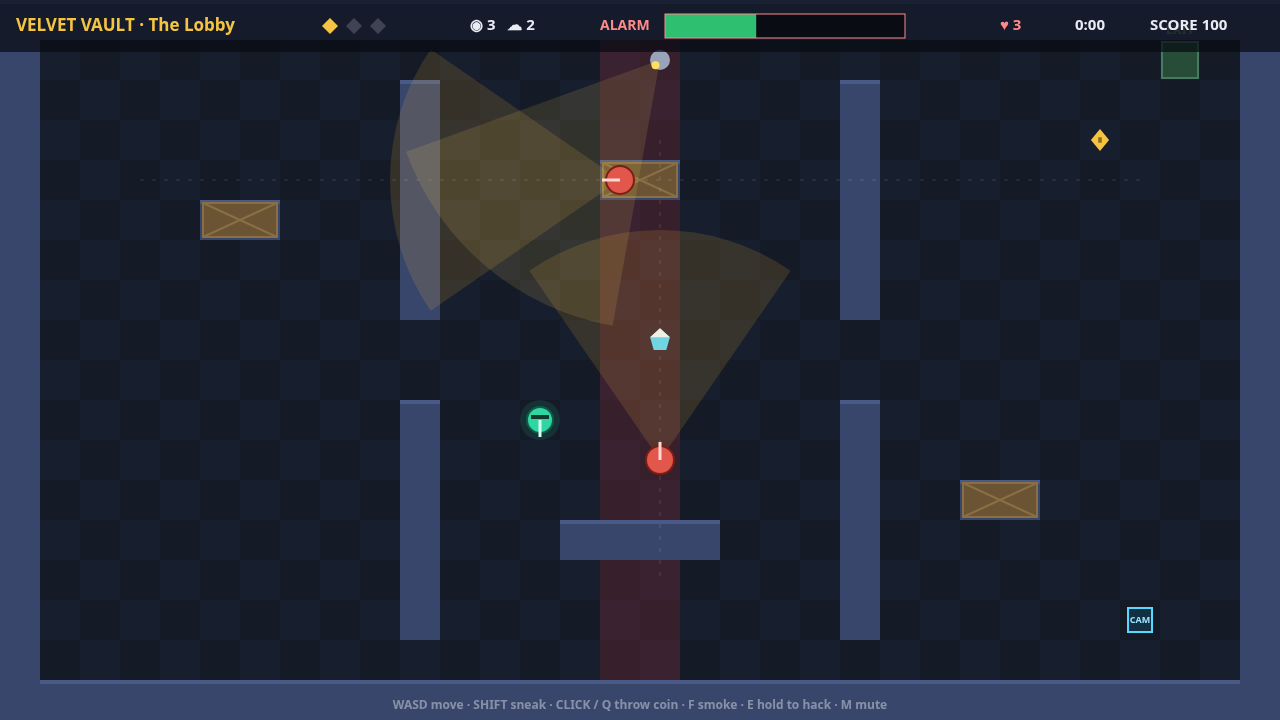 VELVET VAULT · The Lobby ◆ ◆ ◆ ◉ 3 ☁ 2 ALARM ♥ 3 0:00 SCORE 100
CAM
WASD move · SHIFT sneak · CLICK / Q throw coin · F smoke · E hold to hack · M mute